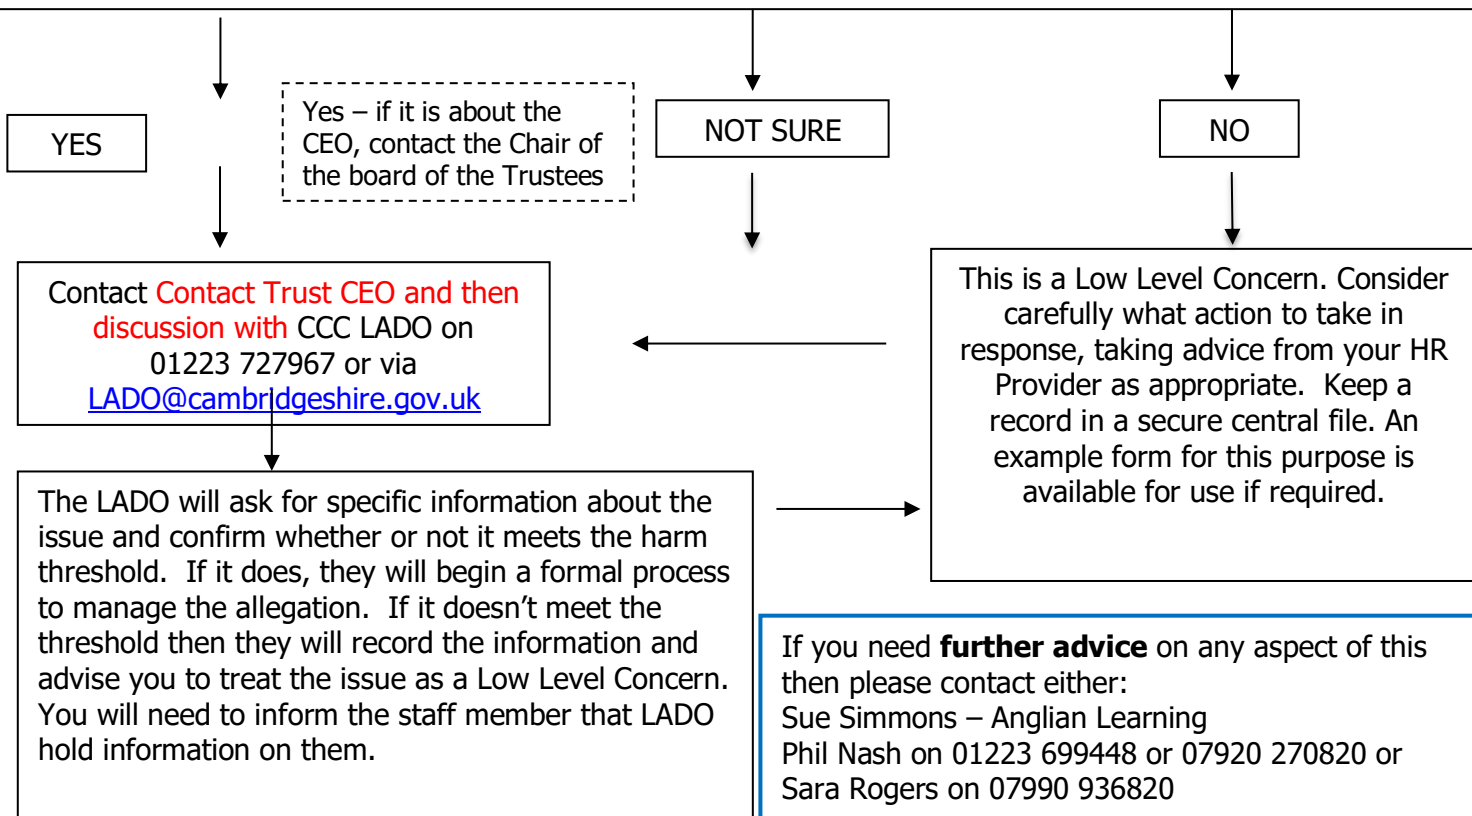 YES
Yes – if it is about the
CEO, contact the Chair of
the board of the Trustees
NOT SURE
NO
Contact Contact Trust CEO and then
discussion with CCC LADO on
01223 727967 or via
LADO@cambridgeshire.gov.uk
This is a Low Level Concern. Consider
carefully what action to take in
response, taking advice from your HR
Provider as appropriate.  Keep a
record in a secure central file. An
example form for this purpose is
available for use if required.
The LADO will ask for specific information about the
issue and confirm whether or not it meets the harm
threshold.  If it does, they will begin a formal process
to manage the allegation.  If it doesn’t meet the
threshold then they will record the information and
advise you to treat the issue as a Low Level Concern.
You will need to inform the staff member that LADO
hold information on them.
If you need further advice on any aspect of this
then please contact either:
Sue Simmons – Anglian Learning
Phil Nash on 01223 699448 or 07920 270820 or
Sara Rogers on 07990 936820